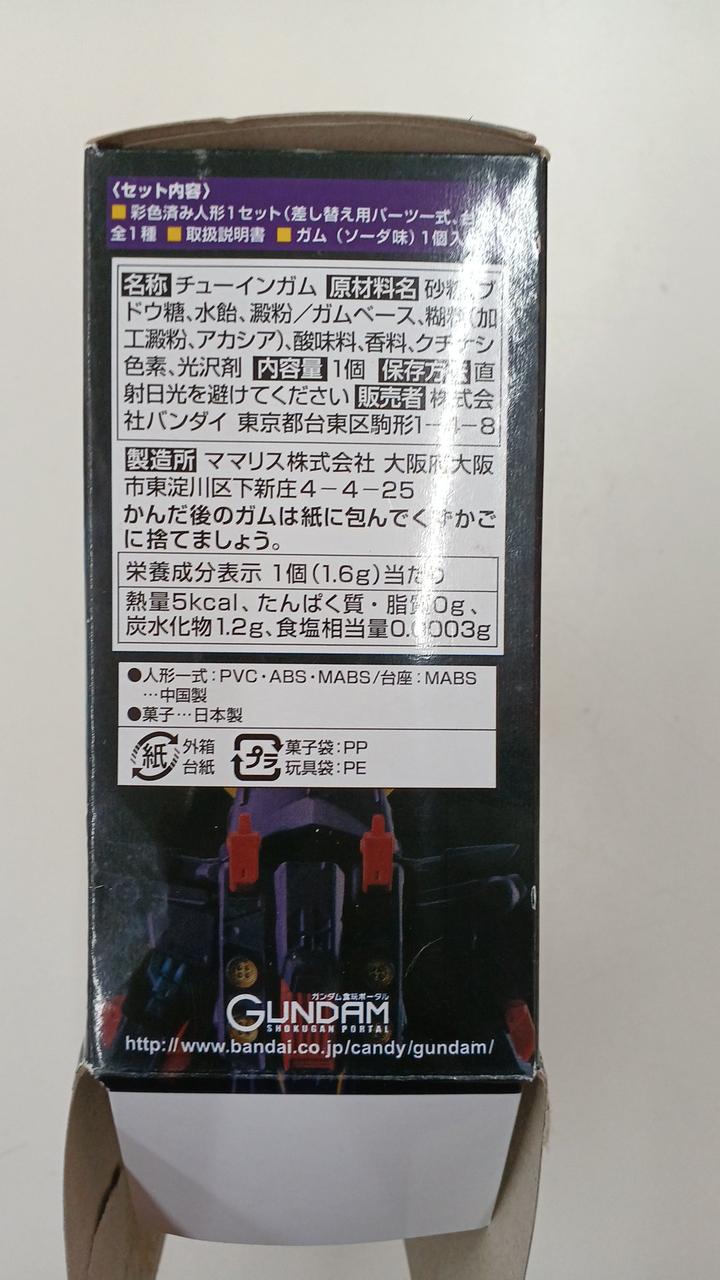 〈セット内容〉
■彩色済み人形1セット(差し替え用パーツ一式、台
全1種 ■取扱説明書 ■ガム(ソーダ味)1個入
名称 チューインガム 原材料名 砂糖、ブ
ドウ糖、水飴、澱粉／ガムベース、糊料(加
工澱粉、アカシア)、酸味料、香料、クチナシ
色素、光沢剤 内容量 1個 保存方法 直
射日光を避けてください 販売者 株式会
社バンダイ 東京都台東区駒形1-4-8
製造所 ママリス株式会社 大阪府大阪
市東淀川区下新庄4-4-25
かんだ後のガムは紙に包んでくずかご
に捨てましょう。
栄養成分表示 1個(1.6g)当たり
熱量5kcal、たんぱく質・脂質0g、
炭水化物1.2g、食塩相当量0.0003g
●人形一式:PVC・ABS・MABS/台座:MABS
…中国製
●菓子…日本製
紙 外箱 台紙
プラ 菓子袋:PP 玩具袋:PE
ガンダム食玩ポータル
GUNDAM
SHOKUGAN PORTAL
http://www.bandai.co.jp/candy/gundam/